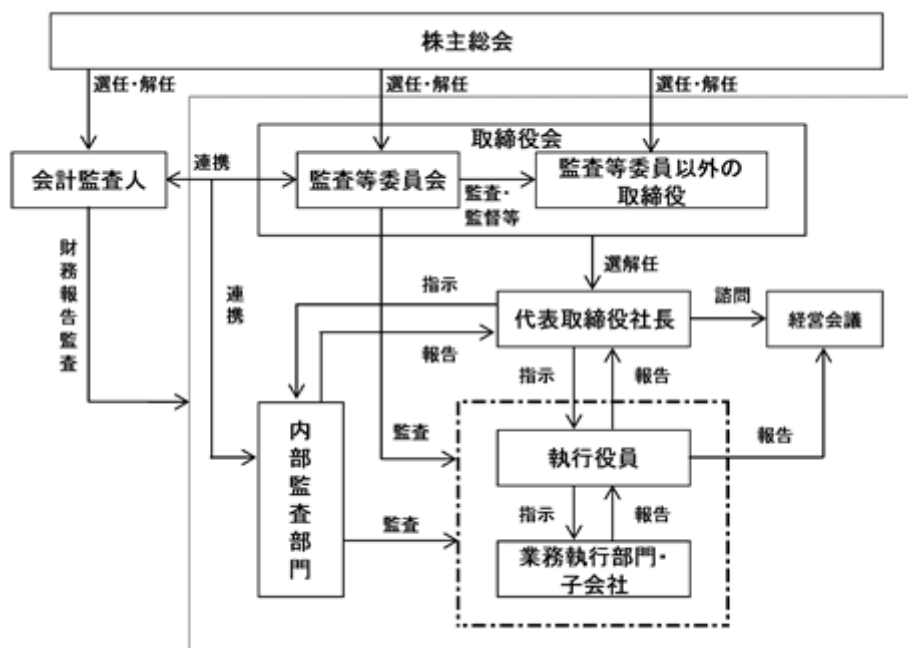 株主総会
選任・解任
選任・解任
選任・解任
取締役会
会計監査人
連携
監査等委員会
監査・
監督等
監査等委員以外の
取締役
財務報告監査
連携
選解任
指示
代表取締役社長
諮問
経営会議
報告
指示
報告
内部監査部門
監査
執行役員
報告
指示
報告
監査
業務執行部門・
子会社